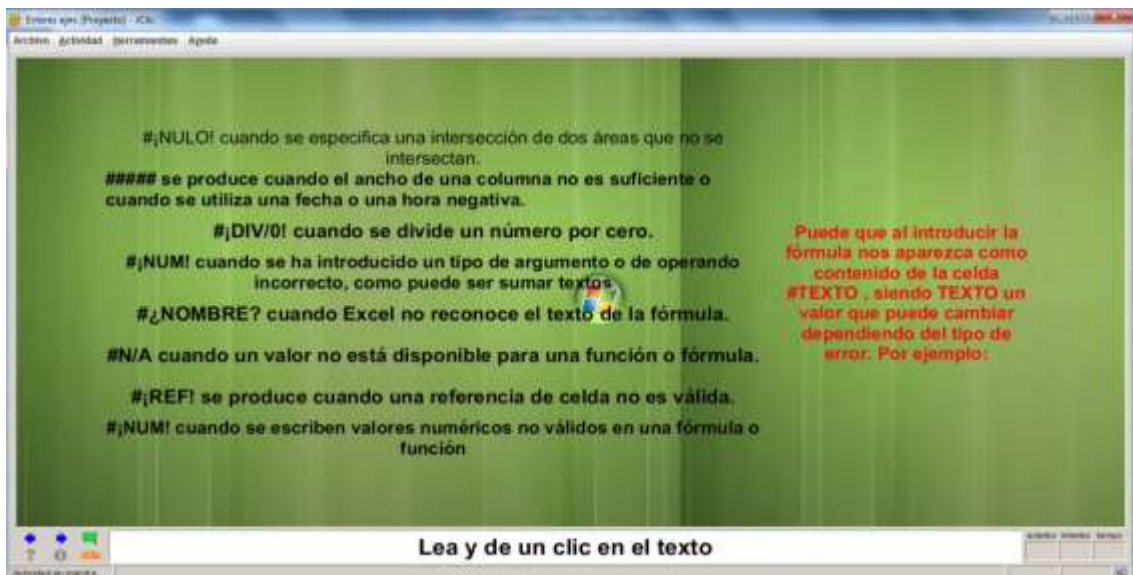 Errores ejec (Proyecto) - JClic
Archivo Actividad Herramientas Ayuda
#¡NULO! cuando se especifica una intersección de dos áreas que no se
intersectan.
##### se produce cuando el ancho de una columna no es suficiente o
cuando se utiliza una fecha o una hora negativa.
#¡DIV/0! cuando se divide un número por cero.
#¡NUM! cuando se ha introducido un tipo de argumento o de operando
incorrecto, como puede ser sumar textos
#¿NOMBRE? cuando Excel no reconoce el texto de la fórmula.
#N/A cuando un valor no está disponible para una función o fórmula.
#¡REF! se produce cuando una referencia de celda no es válida.
#¡NUM! cuando se escriben valores numéricos no válidos en una fórmula o
función
Puede que al introducir la
fórmula nos aparezca como
contenido de la celda
#TEXTO , siendo TEXTO un
valor que puede cambiar
dependiendo del tipo de
error. Por ejemplo:
Lea y de un clic en el texto
aciertos intentos tiempo